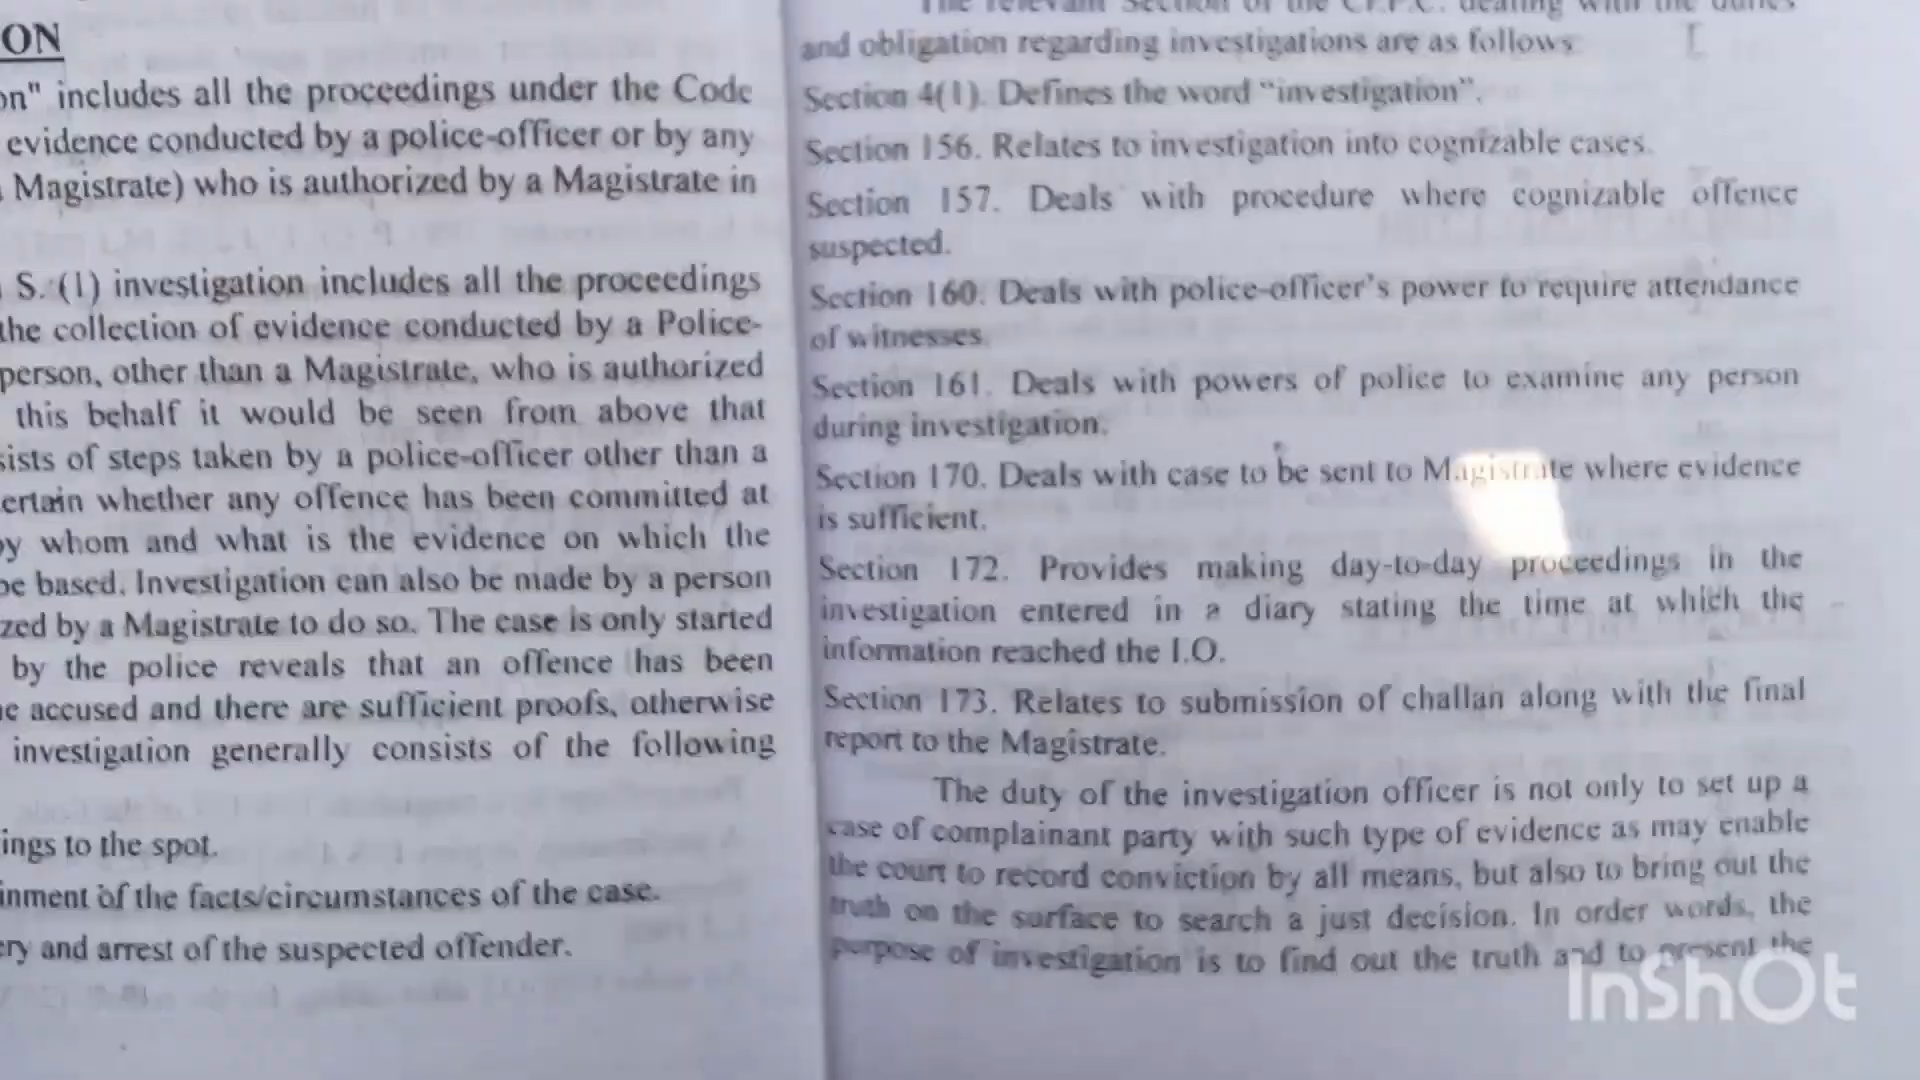 ON
on" includes all the proceedings under the Code
evidence conducted by a police-officer or by any
Magistrate) who is authorized by a Magistrate in
S. (1) investigation includes all the proceedings
the collection of evidence conducted by a Police-
person, other than a Magistrate, who is authorized
this behalf it would be seen from above that
sists of steps taken by a police-officer other than a
ertain whether any offence has been committed at
by whom and what is the evidence on which the
be based. Investigation can also be made by a person
zed by a Magistrate to do so. The case is only started
by the police reveals that an offence has been
he accused and there are sufficient proofs, otherwise
investigation generally consists of the following
ings to the spot.
inment of the facts/circumstances of the case.
ery and arrest of the suspected offender.
The relevant Section of the Cr.P.C. dealing with the duties
and obligation regarding investigations are as follows
Section 4(1). Defines the word "investigation".
Section 156. Relates to investigation into cognizable cases.
Section 157. Deals with procedure where cognizable offence
suspected.
Section 160. Deals with police-officer's power to require attendance
of witnesses.
Section 161. Deals with powers of police to examine any person
during investigation.
Section 170. Deals with case to be sent to Magistrate where evidence
is sufficient.
Section 172. Provides making day-to-day proceedings in the
investigation entered in a diary stating the time at which the
information reached the I.O.
Section 173. Relates to submission of challan along with the final
report to the Magistrate.
The duty of the investigation officer is not only to set up a
case of complainant party with such type of evidence as may enable
the court to record conviction by all means, but also to bring out the
truth on the surface to search a just decision. In order words, the
purpose of investigation is to find out the truth and to present the
InShOt